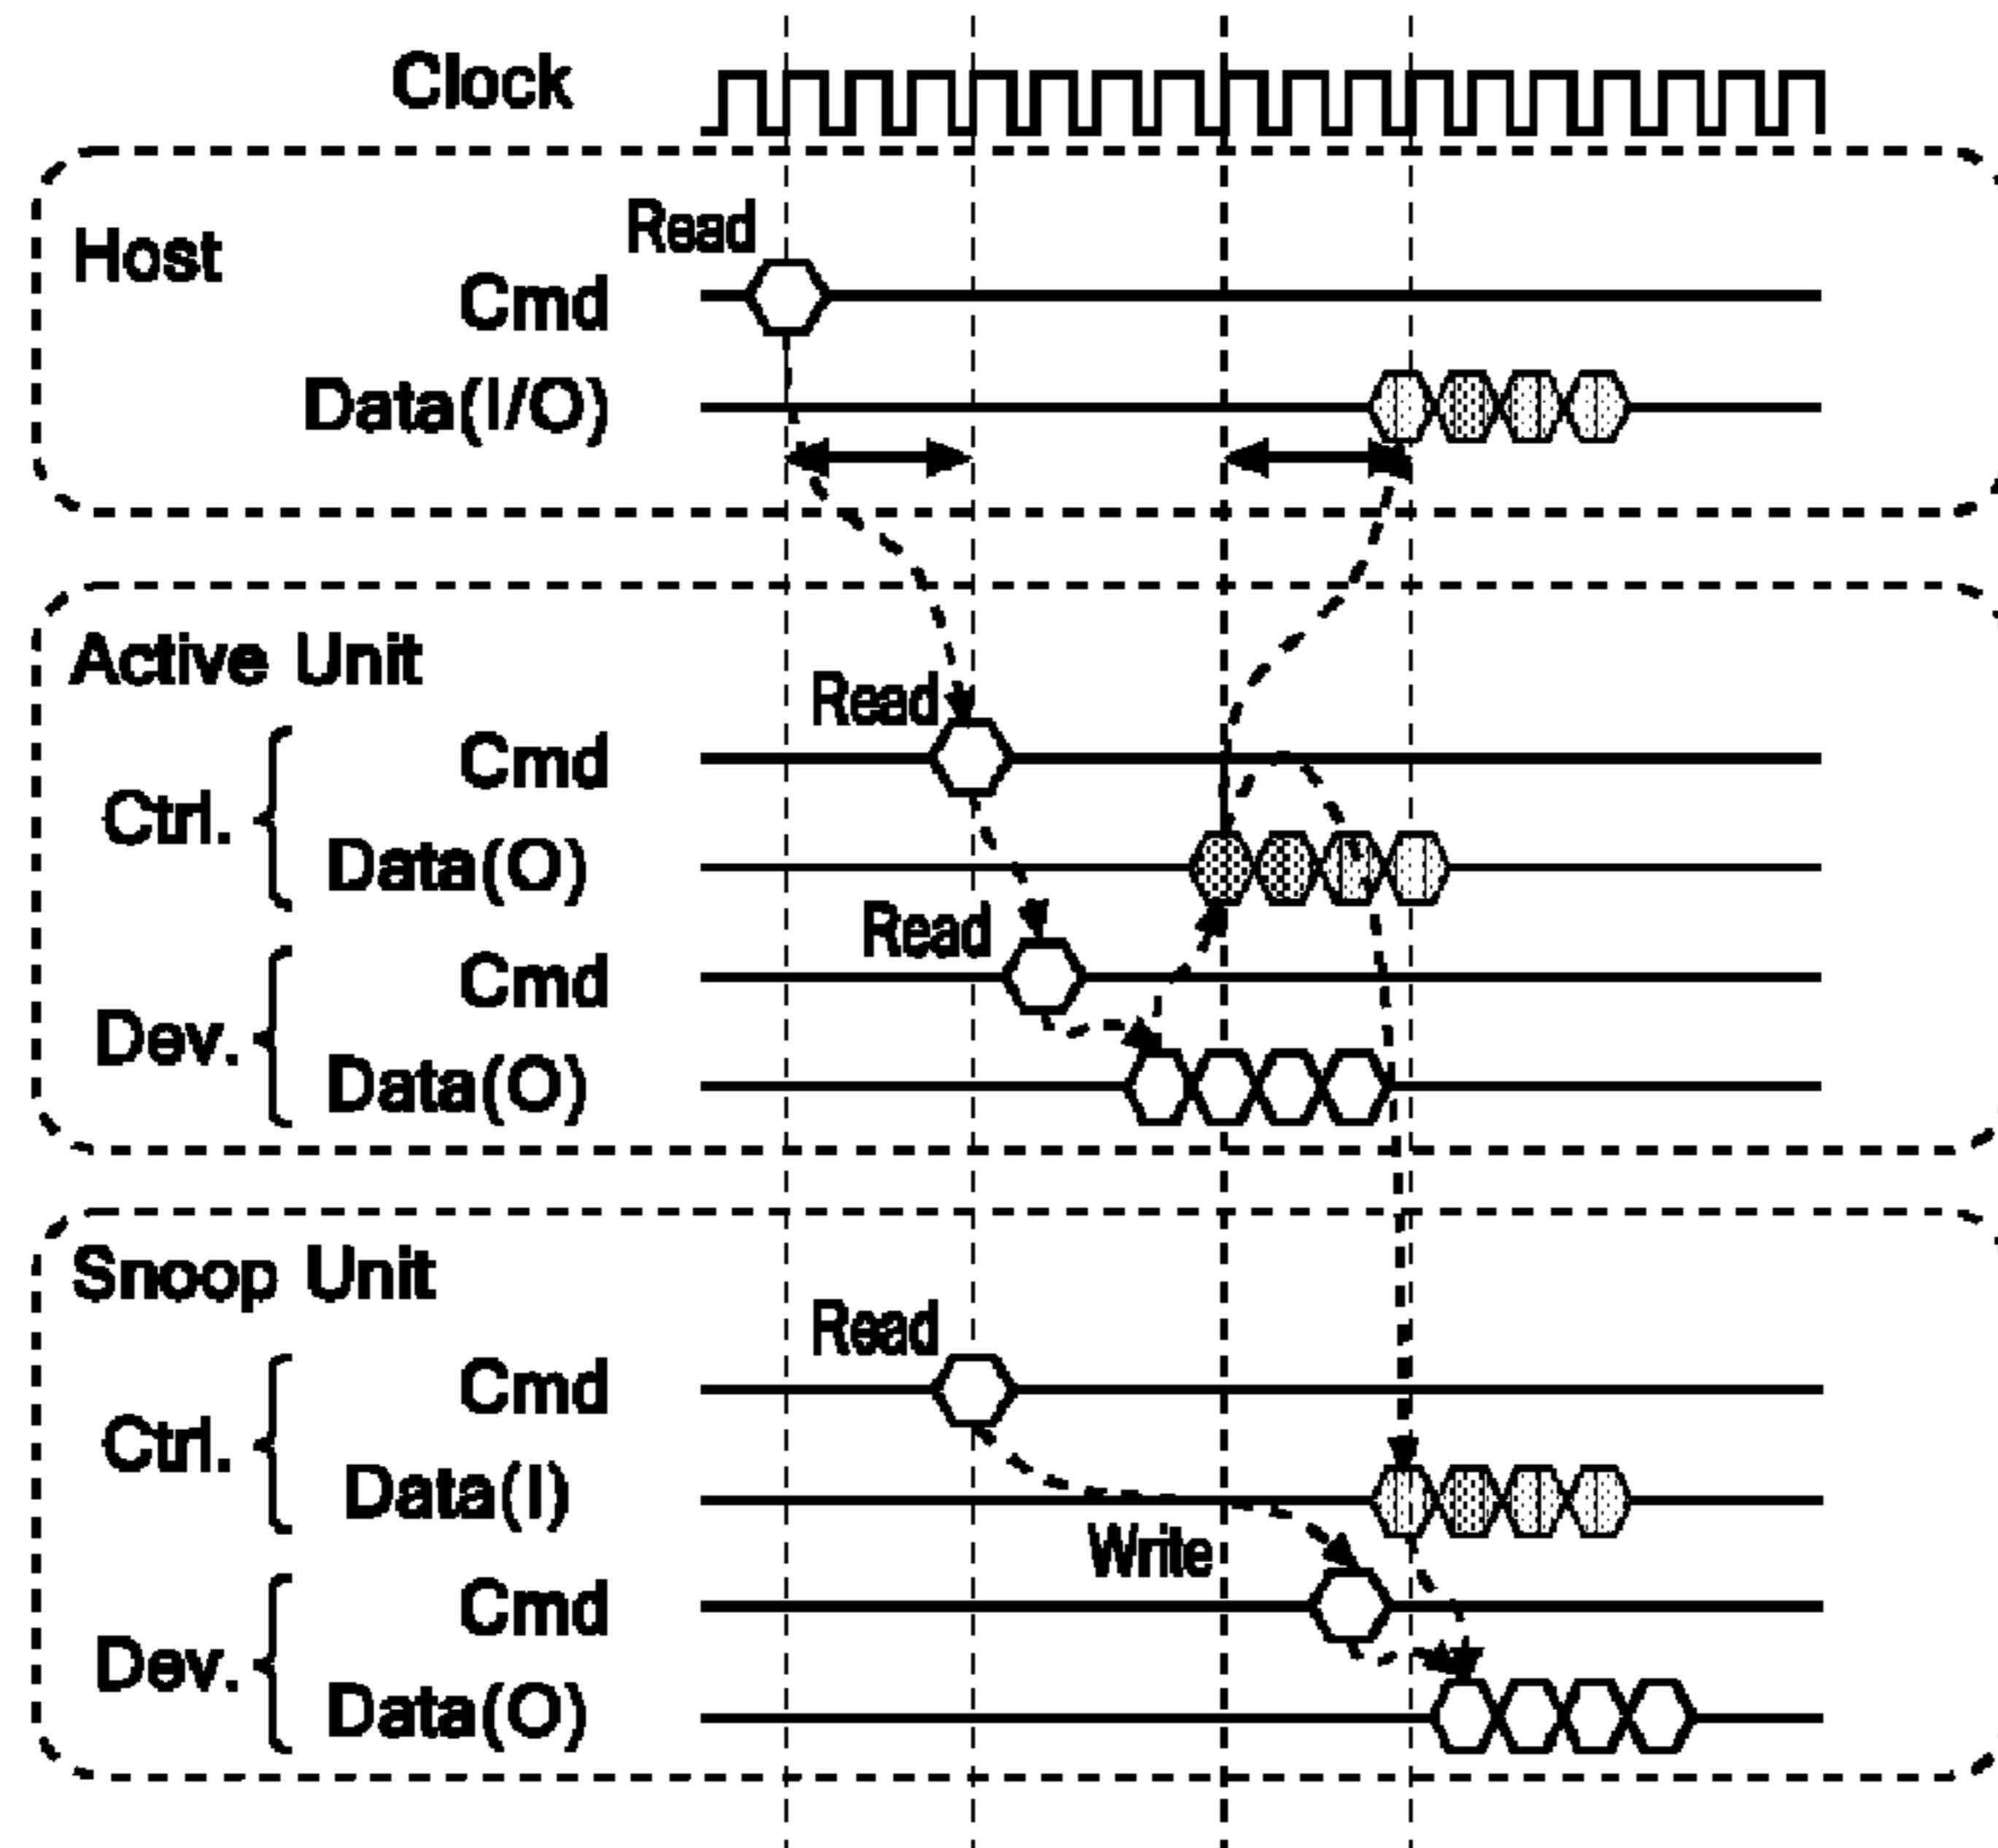 Clock
Host
Read
Cmd
Data(I/O)
Active Unit
Read
Cmd
Ctrl.
Data(O)
Read
Cmd
Dev.
Data(O)
Snoop Unit
Read
Cmd
Ctrl.
Data(I)
Write
Cmd
Dev.
Data(O)